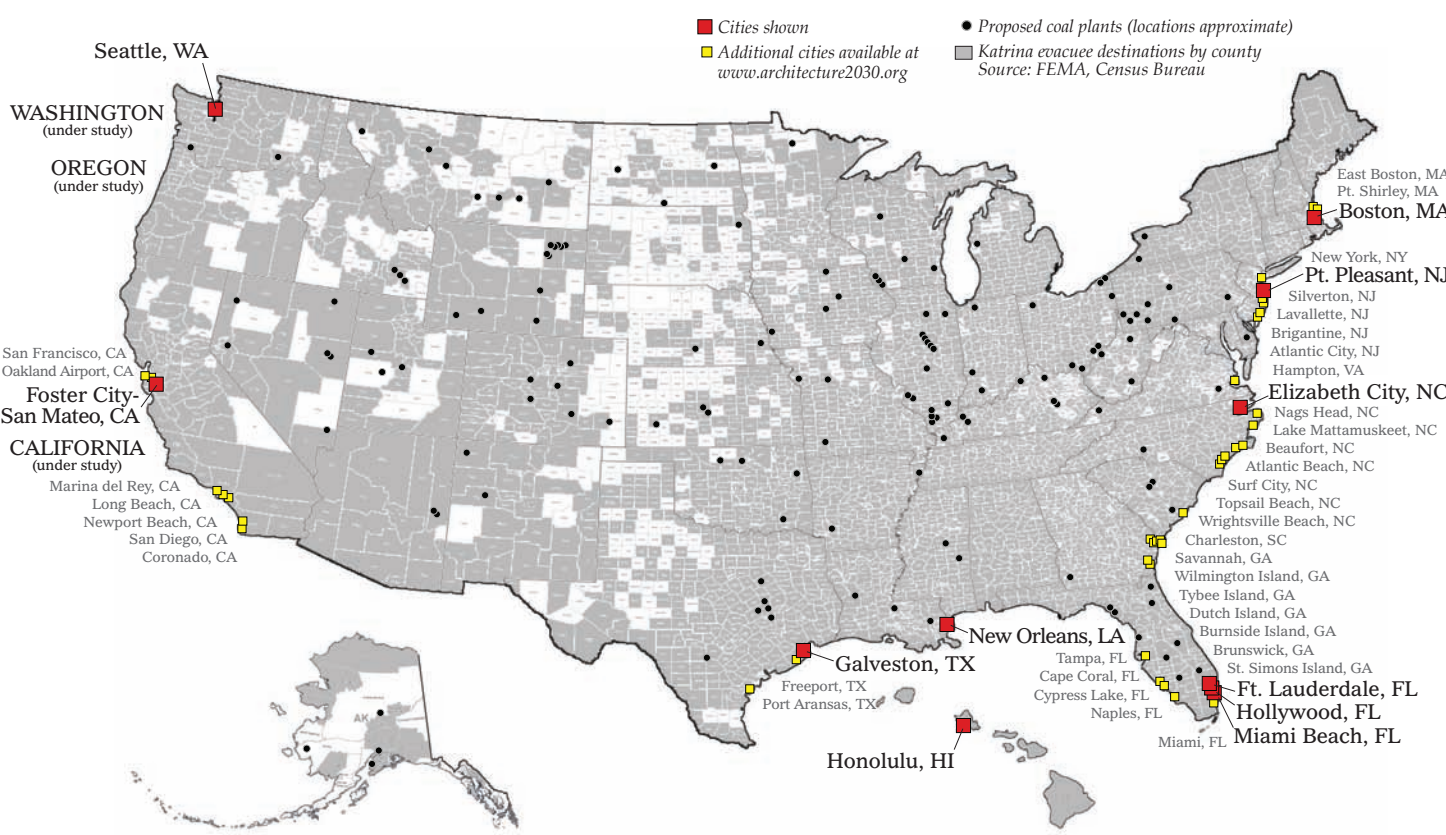 Cities shown
Additional cities available at
www.architecture2030.org
Proposed coal plants (locations approximate)
Katrina evacuee destinations by county
Source: FEMA, Census Bureau
Seattle, WA
WASHINGTON
(under study)
OREGON
(under study)
San Francisco, CA
Oakland Airport, CA
Foster City-
San Mateo, CA
CALIFORNIA
(under study)
Marina del Rey, CA
Long Beach, CA
Newport Beach, CA
San Diego, CA
Coronado, CA
East Boston, MA
Pt. Shirley, MA
Boston, MA
New York, NY
Pt. Pleasant, NJ
Silverton, NJ
Lavallette, NJ
Brigantine, NJ
Atlantic City, NJ
Hampton, VA
Elizabeth City, NC
Nags Head, NC
Lake Mattamuskeet, NC
Beaufort, NC
Atlantic Beach, NC
Surf City, NC
Topsail Beach, NC
Wrightsville Beach, NC
Charleston, SC
Savannah, GA
Wilmington Island, GA
Tybee Island, GA
Dutch Island, GA
Burnside Island, GA
Brunswick, GA
St. Simons Island, GA
Ft. Lauderdale, FL
Hollywood, FL
Miami Beach, FL
Miami, FL
Tampa, FL
Cape Coral, FL
Cypress Lake, FL
Naples, FL
New Orleans, LA
Galveston, TX
Freeport, TX
Port Aransas, TX
Honolulu, HI
AK